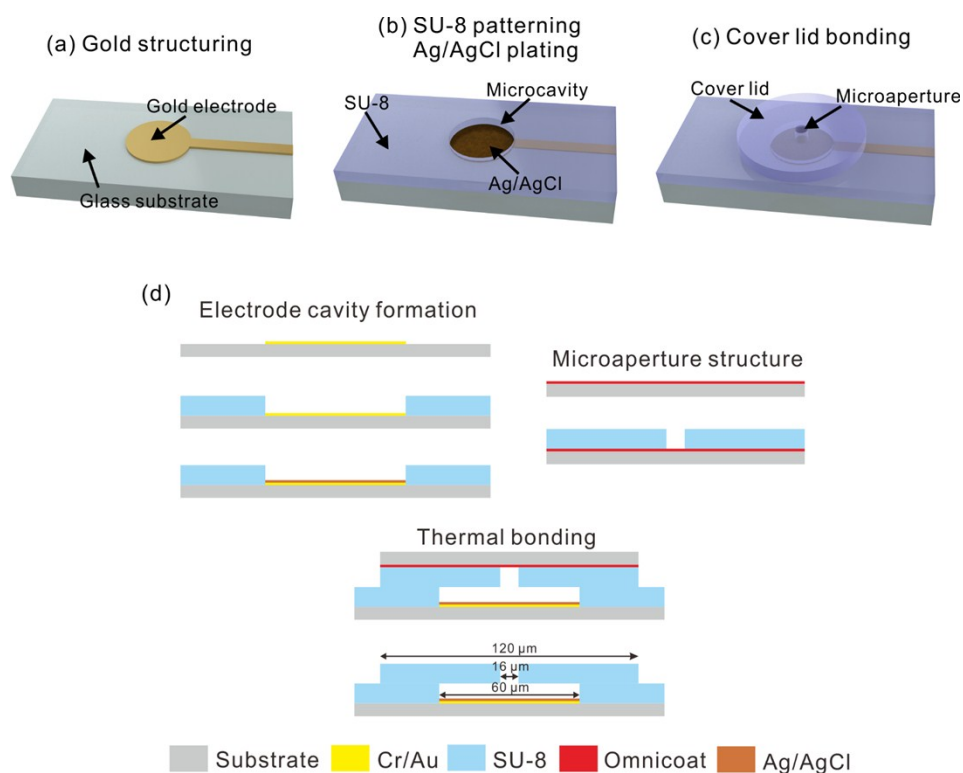 (a) Gold structuring
Gold electrode
Glass substrate
(b) SU-8 patterning
Ag/AgCl plating
SU-8
Microcavity
Ag/AgCl
(c) Cover lid bonding
Cover lid
Microaperture
(d)
Electrode cavity formation
Microaperture structure
Thermal bonding
120 µm
16 µm
60 µm
Substrate
Cr/Au
SU-8
Omnicoat
Ag/AgCl